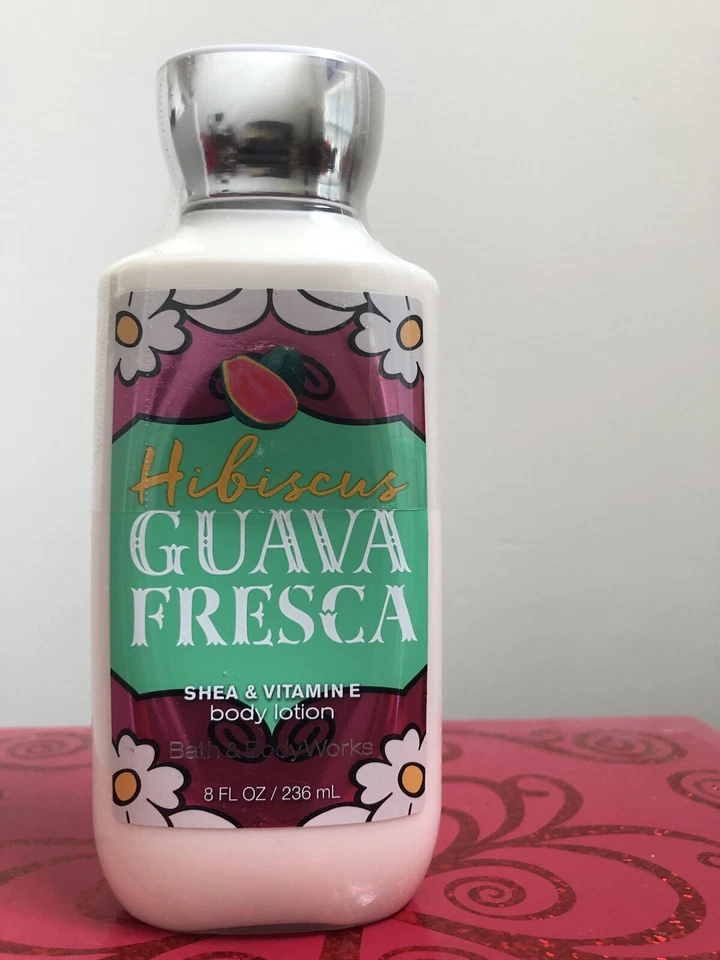 Hibiscus
GUAVA
FRESCA
SHEA & VITAMIN E
body lotion
Bath & Body Works
8 FL OZ / 236 mL